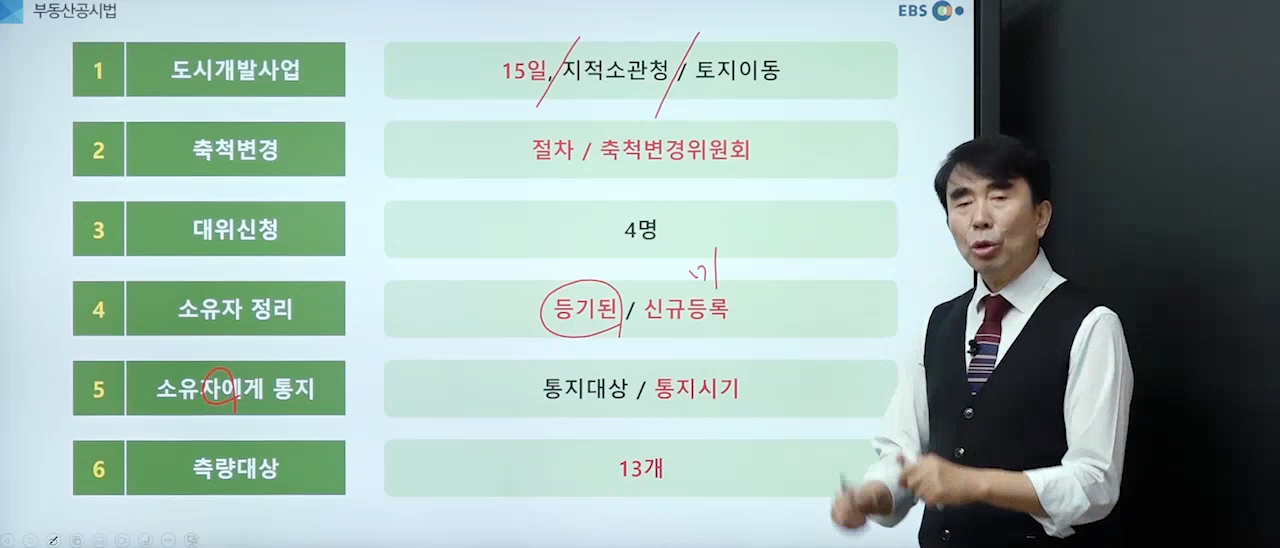 부동산공시법
EBS
1 도시개발사업 15일, 지적소관청 / 토지이동
2 축척변경 절차 / 축척변경위원회
3 대위신청 4명
4 소유자 정리 등기된 / 신규등록
5 소유자에게 통지 통지대상 / 통지시기
6 측량대상 13개